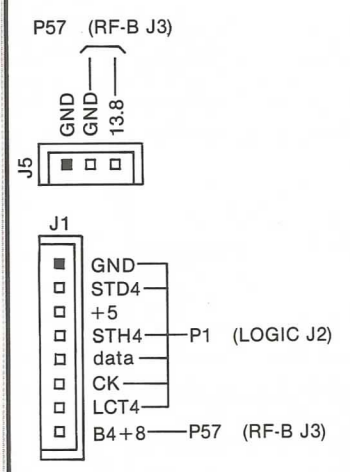 P57 (RF-B J3)
GND
GND
13.8
J5
J1
GND
STD4
+5
STH4 P1 (LOGIC J2)
data
CK
LCT4
B4+8 P57 (RF-B J3)